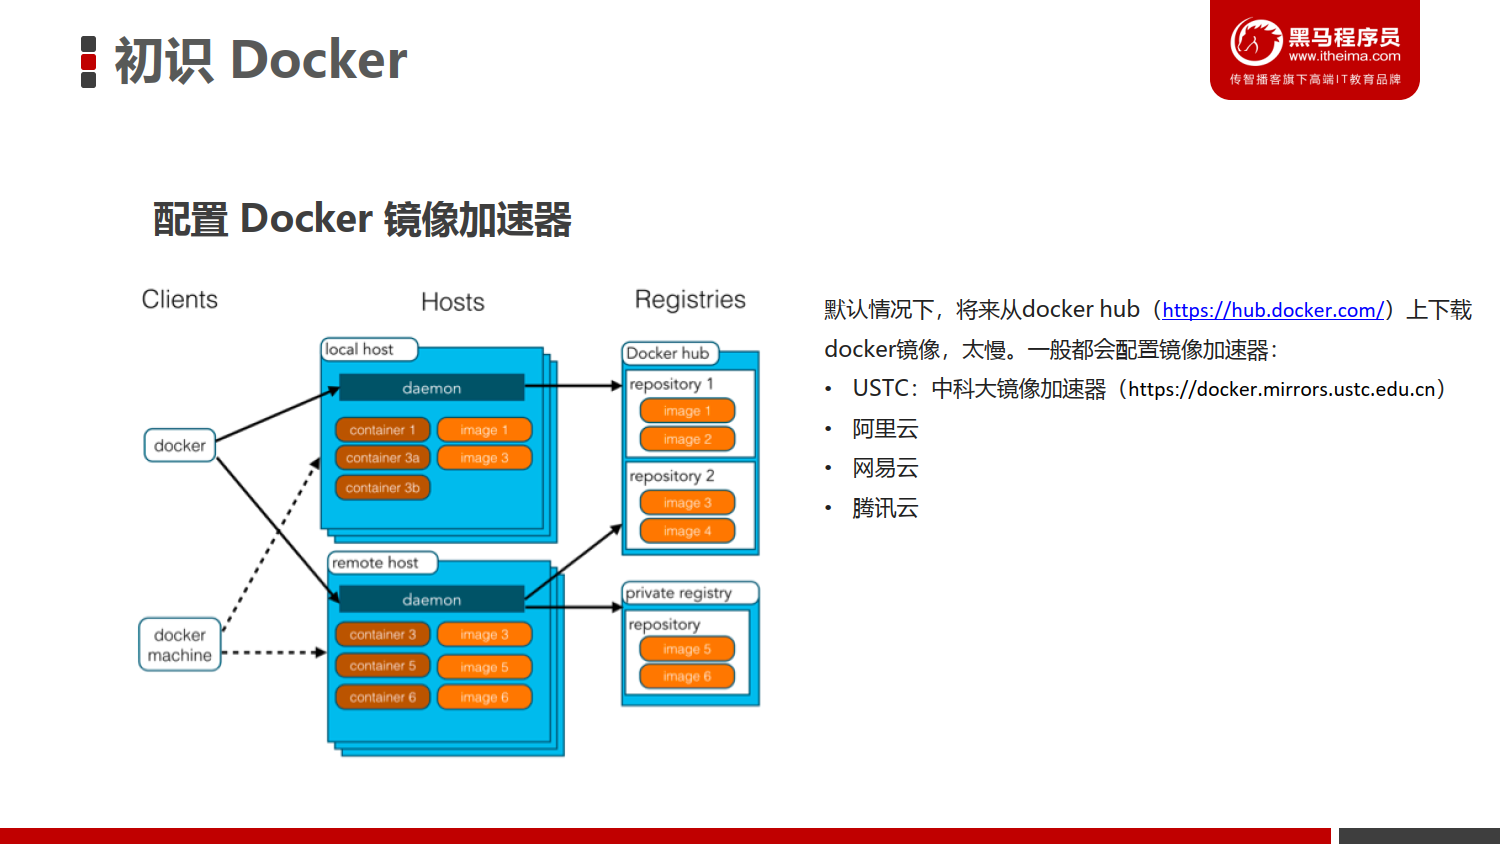 初识 Docker
黑马程序员
www.itheima.com
传智播客旗下高端IT教育品牌
配置 Docker 镜像加速器
Clients
Hosts
Registries
docker
docker
machine
local host
daemon
container 1
image 1
container 3a
image 3
container 3b
remote host
daemon
container 3
image 3
container 5
image 5
container 6
image 6
Docker hub
repository 1
image 1
image 2
repository 2
image 3
image 4
private registry
repository
image 5
image 6
默认情况下，将来从docker hub（https://hub.docker.com/）上下载
docker镜像，太慢。一般都会配置镜像加速器：
• USTC：中科大镜像加速器（https://docker.mirrors.ustc.edu.cn）
• 阿里云
• 网易云
• 腾讯云